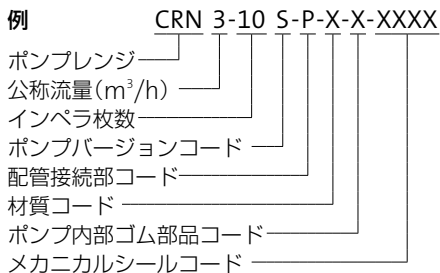 例 CRN 3-10 S-P-X-X-XXXX
ポンプレンジ
公称流量(m³/h)
インペラ枚数
ポンプバージョンコード
配管接続部コード
材質コード
ポンプ内部ゴム部品コード
メカニカルシールコード